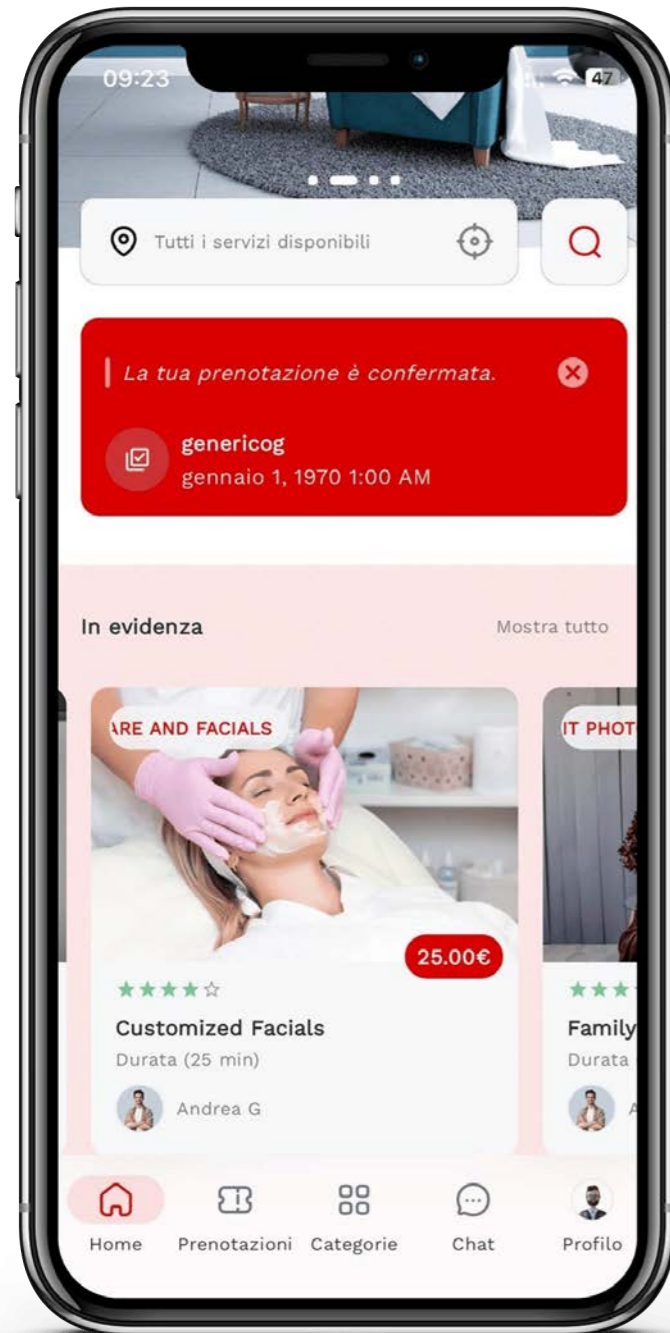 09:23
47
Tutti i servizi disponibili
La tua prenotazione è confermata.
genericog
gennaio 1, 1970 1:00 AM
In evidenza
Mostra tutto
ARE AND FACIALS
IT PHOT
25.00€
Customized Facials
Family
Durata (25 min)
Durata
Andrea G
A
Home
Prenotazioni
Categorie
Chat
Profilo